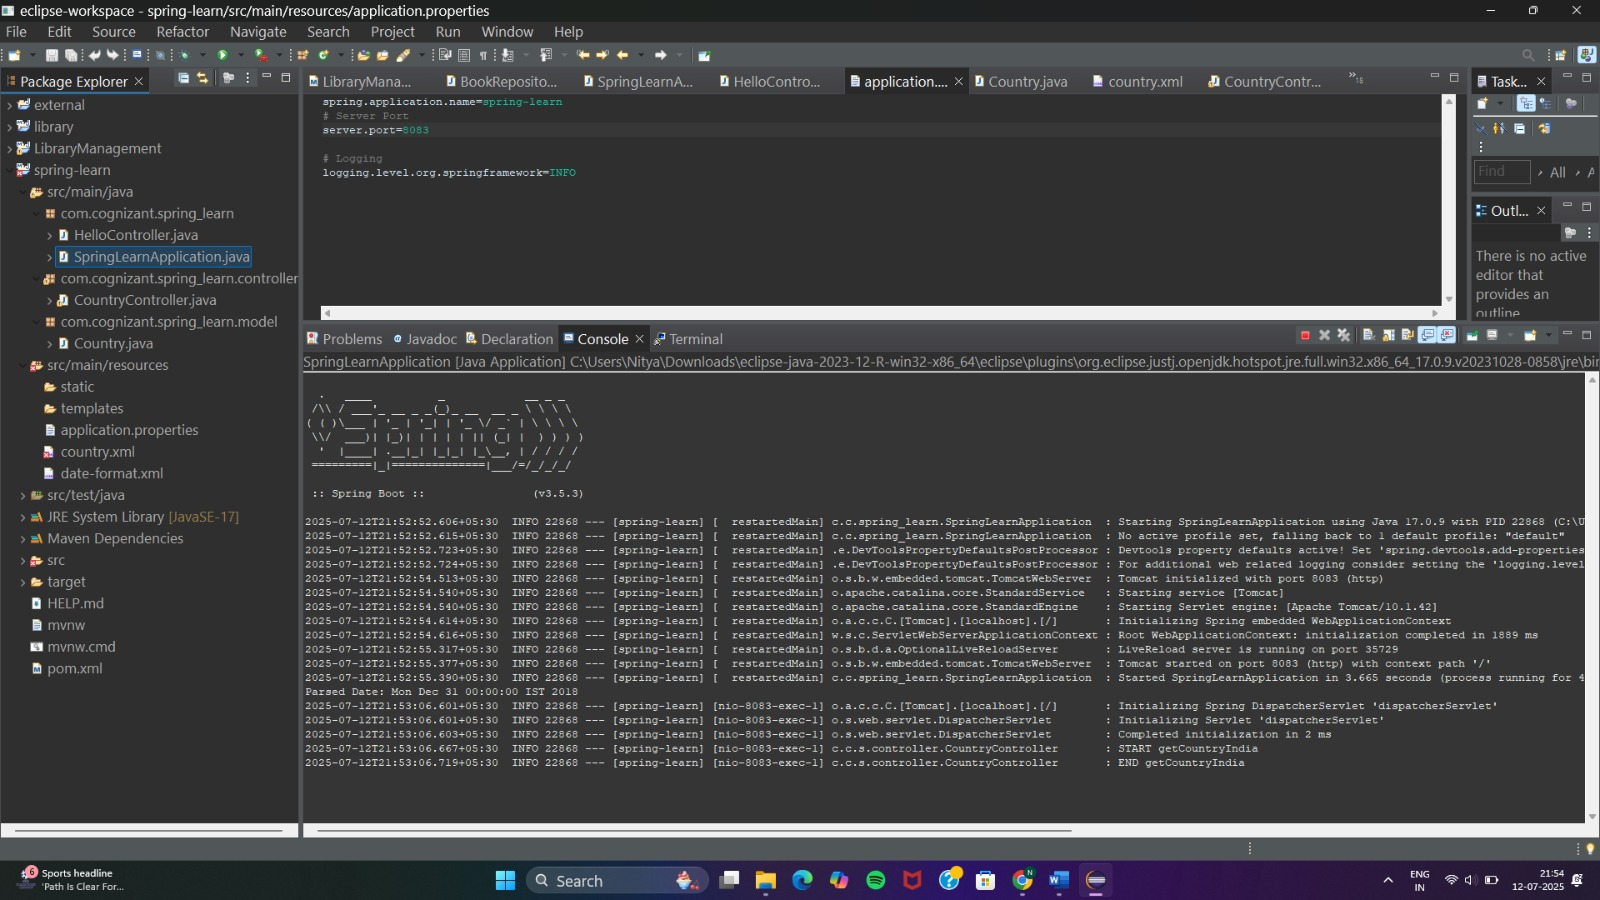 eclipse-workspace - spring-learn/src/main/resources/application.properties
File Edit Source Refactor Navigate Search Project Run Window Help
Package Explorer
external
library
LibraryManagement
spring-learn
src/main/java
com.cognizant.spring_learn
HelloController.java
SpringLearnApplication.java
com.cognizant.spring_learn.controller
CountryController.java
com.cognizant.spring_learn.model
Country.java
src/main/resources
static
templates
application.properties
country.xml
date-format.xml
src/test/java
JRE System Library [JavaSE-17]
Maven Dependencies
src
target
HELP.md
mvnw
mvnw.cmd
pom.xml
LibraryMana... BookReposito... SpringLearnA... HelloContro... application.... Country.java country.xml CountryContr... »18
spring.application.name=spring-learn
# Server Port
server.port=8083
# Logging
logging.level.org.springframework=INFO
Task...
Find All
Outl...
There is no active
editor that
provides an
outline.
Problems Javadoc Declaration Console Terminal
SpringLearnApplication [Java Application] C:\Users\Nitya\Downloads\eclipse-java-2023-12-R-win32-x86_64\eclipse\plugins\org.eclipse.justj.openjdk.hotspot.jre.full.win32.x86_64_17.0.9.v20231028-0858\jre\bin
:: Spring Boot :: (v3.5.3)
2025-07-12T21:52:52.606+05:30 INFO 22868 --- [spring-learn] [ restartedMain] c.c.spring_learn.SpringLearnApplication : Starting SpringLearnApplication using Java 17.0.9 with PID 22868 (C:\U
2025-07-12T21:52:52.615+05:30 INFO 22868 --- [spring-learn] [ restartedMain] c.c.spring_learn.SpringLearnApplication : No active profile set, falling back to 1 default profile: "default"
2025-07-12T21:52:52.723+05:30 INFO 22868 --- [spring-learn] [ restartedMain] .e.DevToolsPropertyDefaultsPostProcessor : Devtools property defaults active! Set 'spring.devtools.add-properties
2025-07-12T21:52:52.724+05:30 INFO 22868 --- [spring-learn] [ restartedMain] .e.DevToolsPropertyDefaultsPostProcessor : For additional web related logging consider setting the 'logging.level
2025-07-12T21:52:54.513+05:30 INFO 22868 --- [spring-learn] [ restartedMain] o.s.b.w.embedded.tomcat.TomcatWebServer : Tomcat initialized with port 8083 (http)
2025-07-12T21:52:54.540+05:30 INFO 22868 --- [spring-learn] [ restartedMain] o.apache.catalina.core.StandardService : Starting service [Tomcat]
2025-07-12T21:52:54.540+05:30 INFO 22868 --- [spring-learn] [ restartedMain] o.apache.catalina.core.StandardEngine : Starting Servlet engine: [Apache Tomcat/10.1.42]
2025-07-12T21:52:54.614+05:30 INFO 22868 --- [spring-learn] [ restartedMain] o.a.c.c.C.[Tomcat].[localhost].[/] : Initializing Spring embedded WebApplicationContext
2025-07-12T21:52:54.616+05:30 INFO 22868 --- [spring-learn] [ restartedMain] w.s.c.ServletWebServerApplicationContext : Root WebApplicationContext: initialization completed in 1889 ms
2025-07-12T21:52:55.317+05:30 INFO 22868 --- [spring-learn] [ restartedMain] o.s.b.d.a.OptionalLiveReloadServer : LiveReload server is running on port 35729
2025-07-12T21:52:55.377+05:30 INFO 22868 --- [spring-learn] [ restartedMain] o.s.b.w.embedded.tomcat.TomcatWebServer : Tomcat started on port 8083 (http) with context path '/'
2025-07-12T21:52:55.390+05:30 INFO 22868 --- [spring-learn] [ restartedMain] c.c.spring_learn.SpringLearnApplication : Started SpringLearnApplication in 3.665 seconds (process running for 4
Parsed Date: Mon Dec 31 00:00:00 IST 2018
2025-07-12T21:53:06.601+05:30 INFO 22868 --- [spring-learn] [nio-8083-exec-1] o.a.c.c.C.[Tomcat].[localhost].[/] : Initializing Spring DispatcherServlet 'dispatcherServlet'
2025-07-12T21:53:06.601+05:30 INFO 22868 --- [spring-learn] [nio-8083-exec-1] o.s.web.servlet.DispatcherServlet : Initializing Servlet 'dispatcherServlet'
2025-07-12T21:53:06.603+05:30 INFO 22868 --- [spring-learn] [nio-8083-exec-1] o.s.web.servlet.DispatcherServlet : Completed initialization in 2 ms
2025-07-12T21:53:06.667+05:30 INFO 22868 --- [spring-learn] [nio-8083-exec-1] c.c.s.controller.CountryController : START getCountryIndia
2025-07-12T21:53:06.719+05:30 INFO 22868 --- [spring-learn] [nio-8083-exec-1] c.c.s.controller.CountryController : END getCountryIndia
6
Sports headline
'Path Is Clear For...
Search
ENG
IN
21:54
12-07-2025